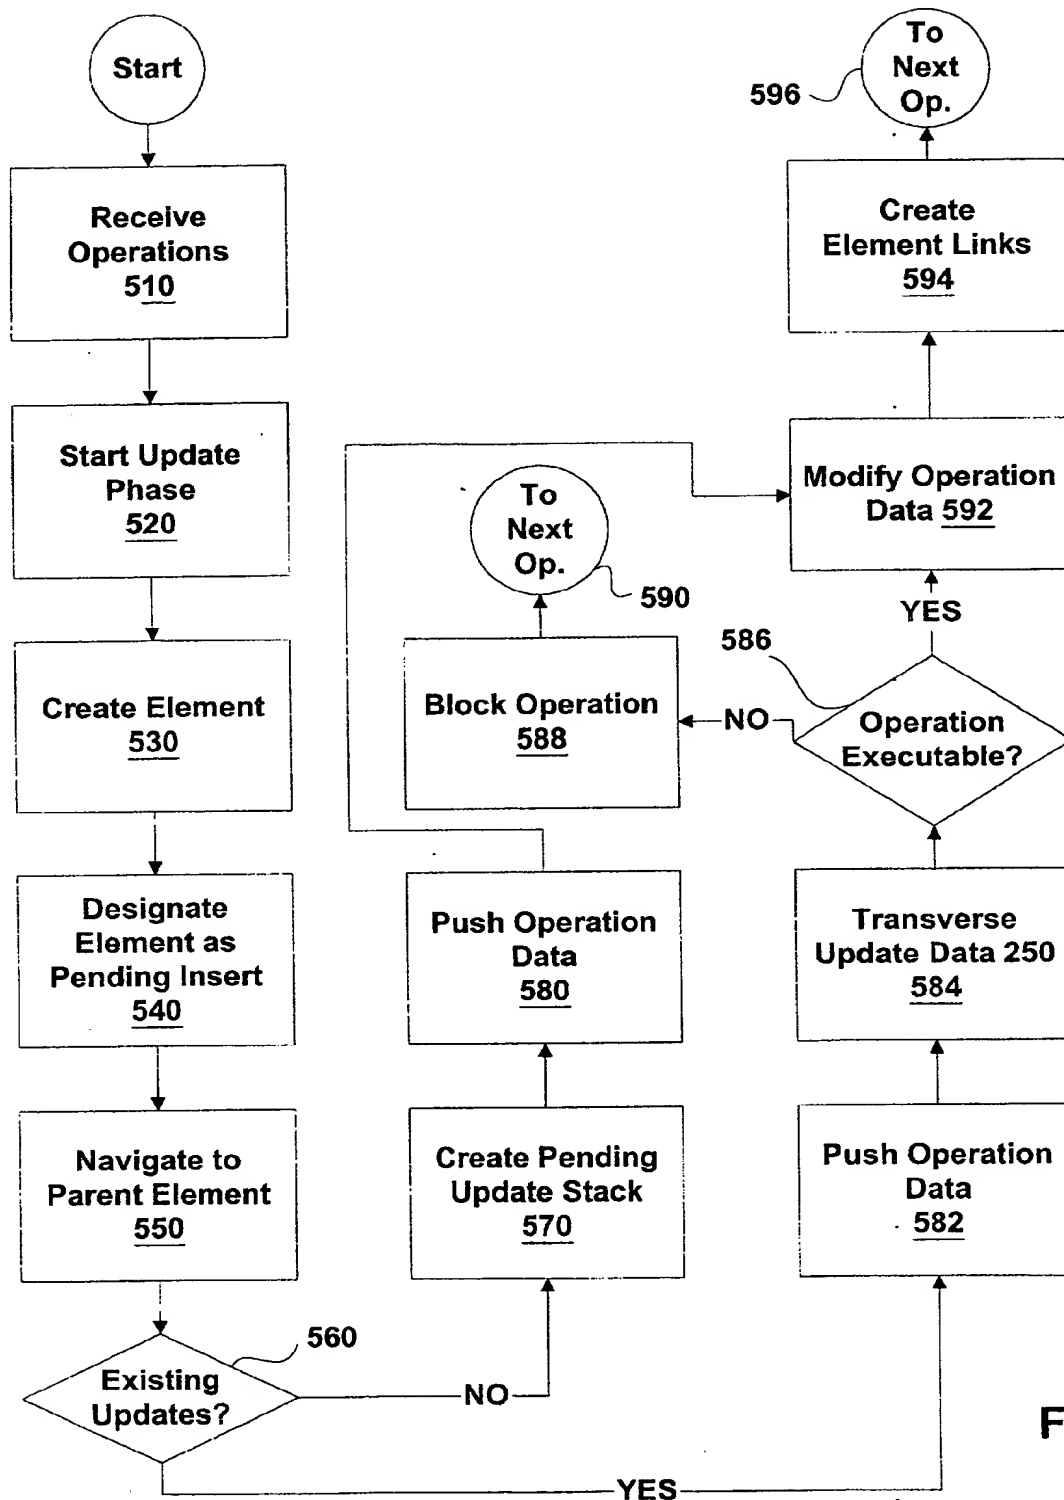 Start
Receive
Operations
510
Start Update
Phase
520
Create Element
530
Designate
Element as
Pending Insert
540
Navigate to
Parent Element
550
560
Existing
Updates?
NO
YES
Create Pending
Update Stack
570
Push Operation
Data
580
Push Operation
Data
582
Transverse
Update Data 250
584
586
Operation
Executable?
NO
YES
Block Operation
588
To
Next
Op.
590
Modify Operation
Data 592
Create
Element Links
594
To
Next
Op.
596
F